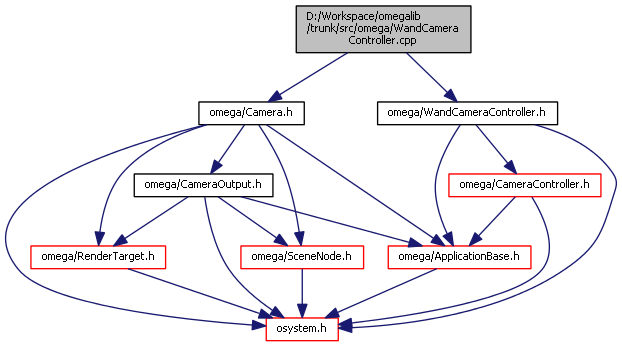 D:/Workspace/omegalib
/trunk/src/omega/WandCamera
Controller.cpp
omega/Camera.h
omega/WandCameraController.h
omega/CameraOutput.h
omega/CameraController.h
omega/RenderTarget.h
omega/SceneNode.h
omega/ApplicationBase.h
osystem.h